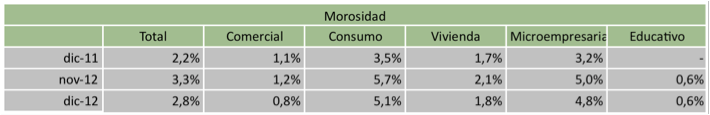 Morosidad
Total Comercial Consumo Vivienda Microempresaria Educativo
dic-11 2,2% 1,1% 3,5% 1,7% 3,2% -
nov-12 3,3% 1,2% 5,7% 2,1% 5,0% 0,6%
dic-12 2,8% 0,8% 5,1% 1,8% 4,8% 0,6%